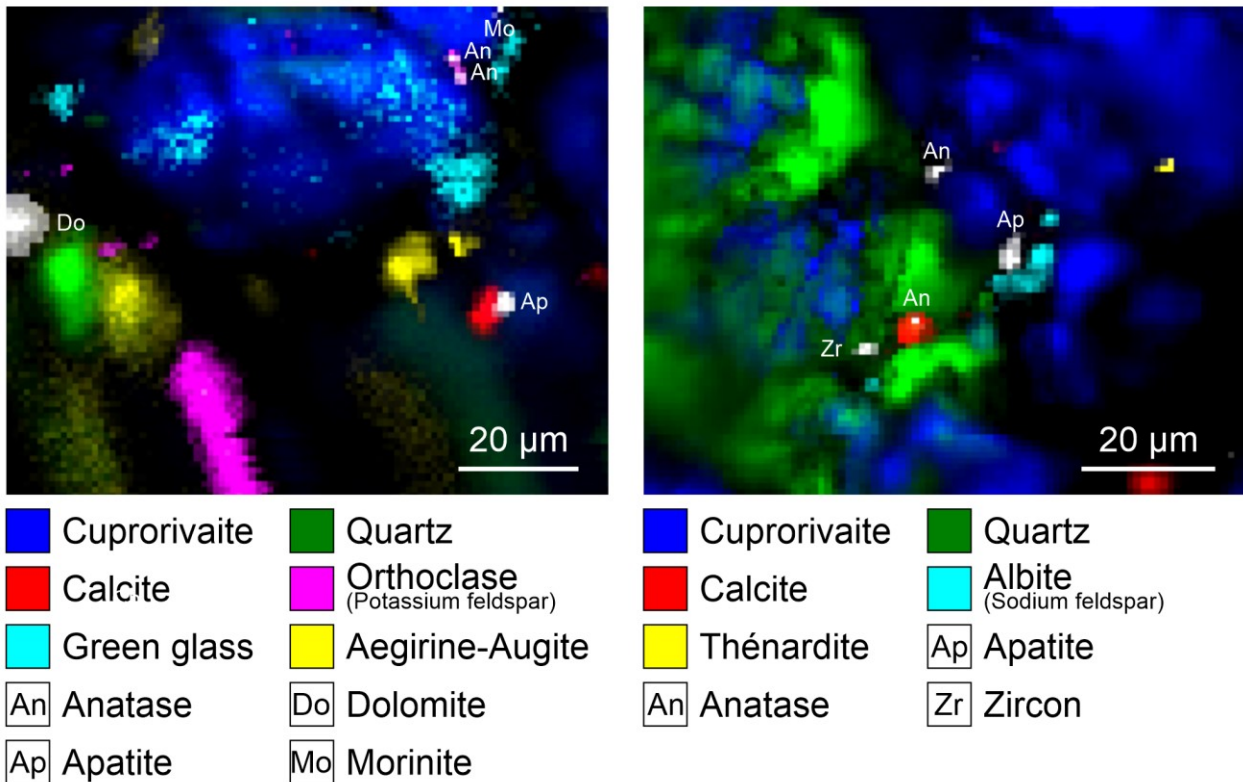 Mo
An
An
Do
Ap
20 µm
An
Ap
An
Zr
20 µm
Cuprorivaite
Quartz
Calcite
Orthoclase
(Potassium feldspar)
Green glass
Aegirine-Augite
An Anatase
Do Dolomite
Ap Apatite
Mo Morinite
Cuprorivaite
Quartz
Calcite
Albite
(Sodium feldspar)
Thénardite
Ap Apatite
An Anatase
Zr Zircon